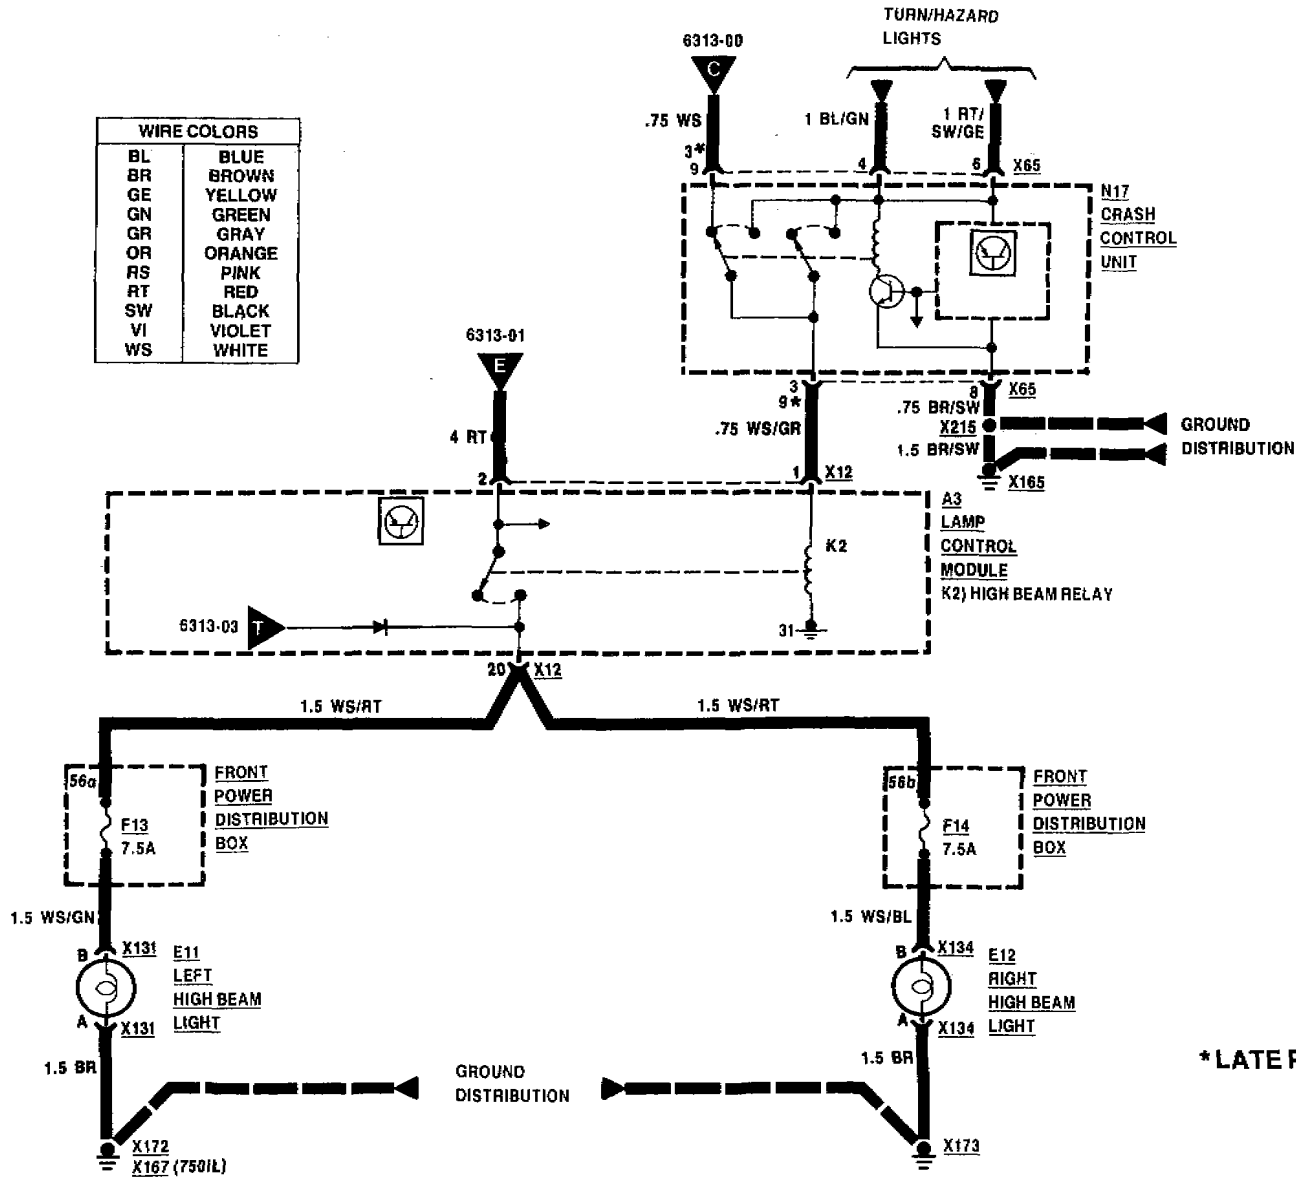 TURN/HAZARD
LIGHTS
6313-00
C
.75 WS
1 BL/GN
1 RT/
SW/GE
3*
9
4
6
X65
WIRE COLORS
BL BLUE
BR BROWN
GE YELLOW
GN GREEN
GR GRAY
OR ORANGE
RS PINK
RT RED
SW BLACK
VI VIOLET
WS WHITE
N17
CRASH
CONTROL
UNIT
6313-01
E
4 RT
2
3
9*
.75 WS/GR
1
X12
8
X65
.75 BR/SW
X215
1.5 BR/SW
X165
GROUND
DISTRIBUTION
A3
LAMP
CONTROL
MODULE
K2) HIGH BEAM RELAY
K2
31
6313-03
T
20
X12
1.5 WS/RT
1.5 WS/RT
56a
F13
7.5A
FRONT
POWER
DISTRIBUTION
BOX
56b
F14
7.5A
FRONT
POWER
DISTRIBUTION
BOX
1.5 WS/GN
B
X131
E11
LEFT
HIGH BEAM
LIGHT
A
X131
1.5 BR
1.5 WS/BL
B
X134
E12
RIGHT
HIGH BEAM
LIGHT
A
X134
1.5 BR
GROUND
DISTRIBUTION
X172
X167 (750IL)
X173
*LATE